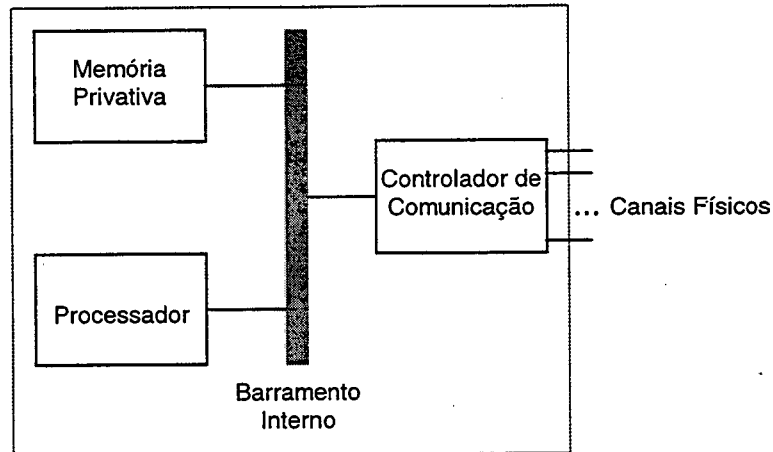 Memória
Privativa
Controlador de
Comunicação
... Canais Físicos
Processador
Barramento
Interno